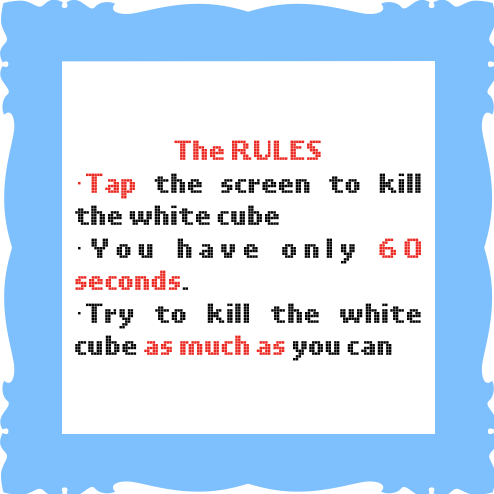 The RULES
·Tap the screen to kill
the white cube
·You have only 60
seconds.
·Try to kill the white
cube as much as you can